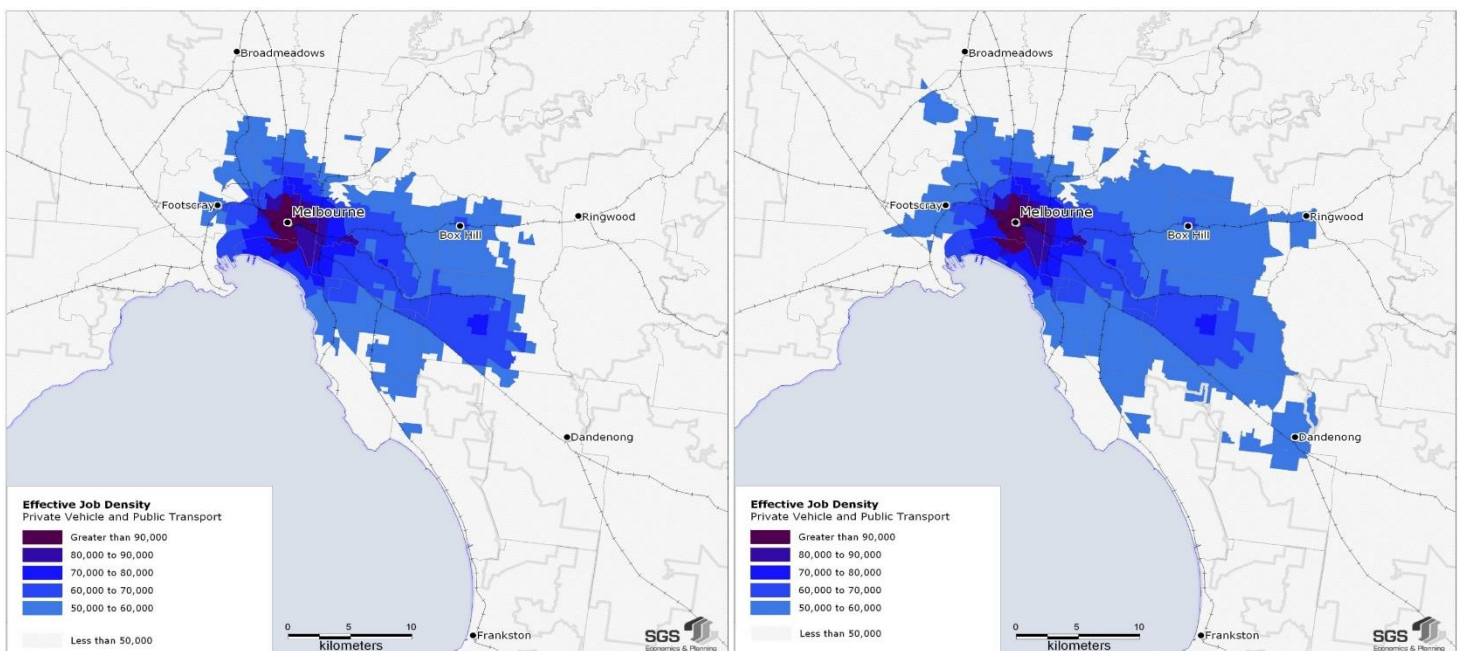 Broadmeadows
Footscray
Melbourne
Ringwood
Box Hill
Dandenong
Effective Job Density
Private Vehicle and Public Transport
Greater than 90,000
80,000 to 90,000
70,000 to 80,000
60,000 to 70,000
50,000 to 60,000
Less than 50,000
0 5 10
kilometers
Frankston
SGS
Economics & Planning
Broadmeadows
Footscray
Melbourne
Ringwood
Box Hill
Dandenong
Effective Job Density
Private Vehicle and Public Transport
Greater than 90,000
80,000 to 90,000
70,000 to 80,000
60,000 to 70,000
50,000 to 60,000
Less than 50,000
0 5 10
kilometers
Frankston
SGS
Economics & Planning